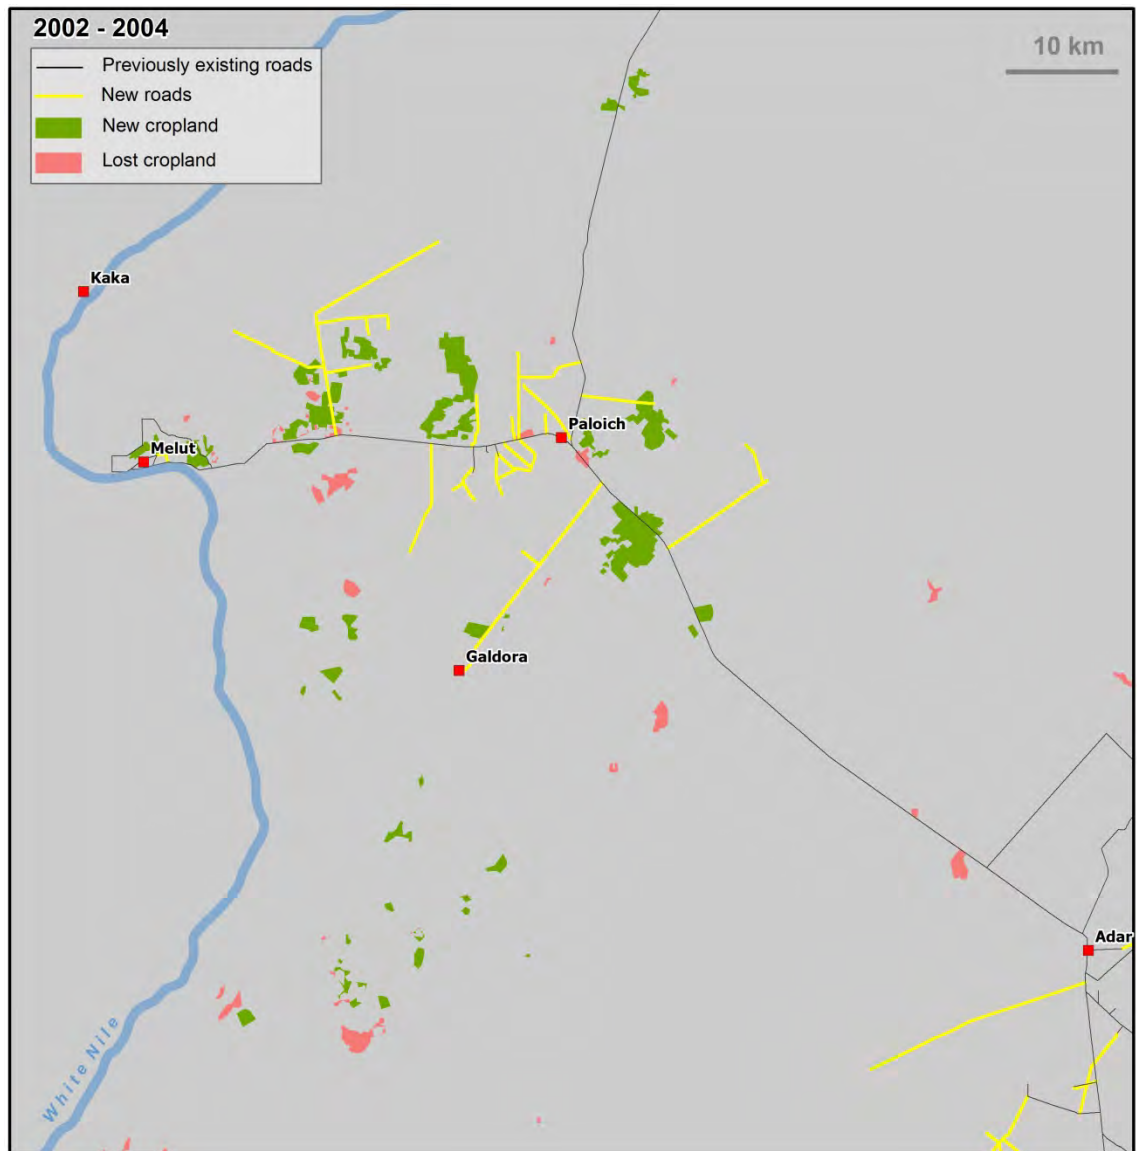 2002 - 2004
10 km
Previously existing roads
New roads
New cropland
Lost cropland
Kaka
Paloich
Melut
Galdora
Adar
White Nile